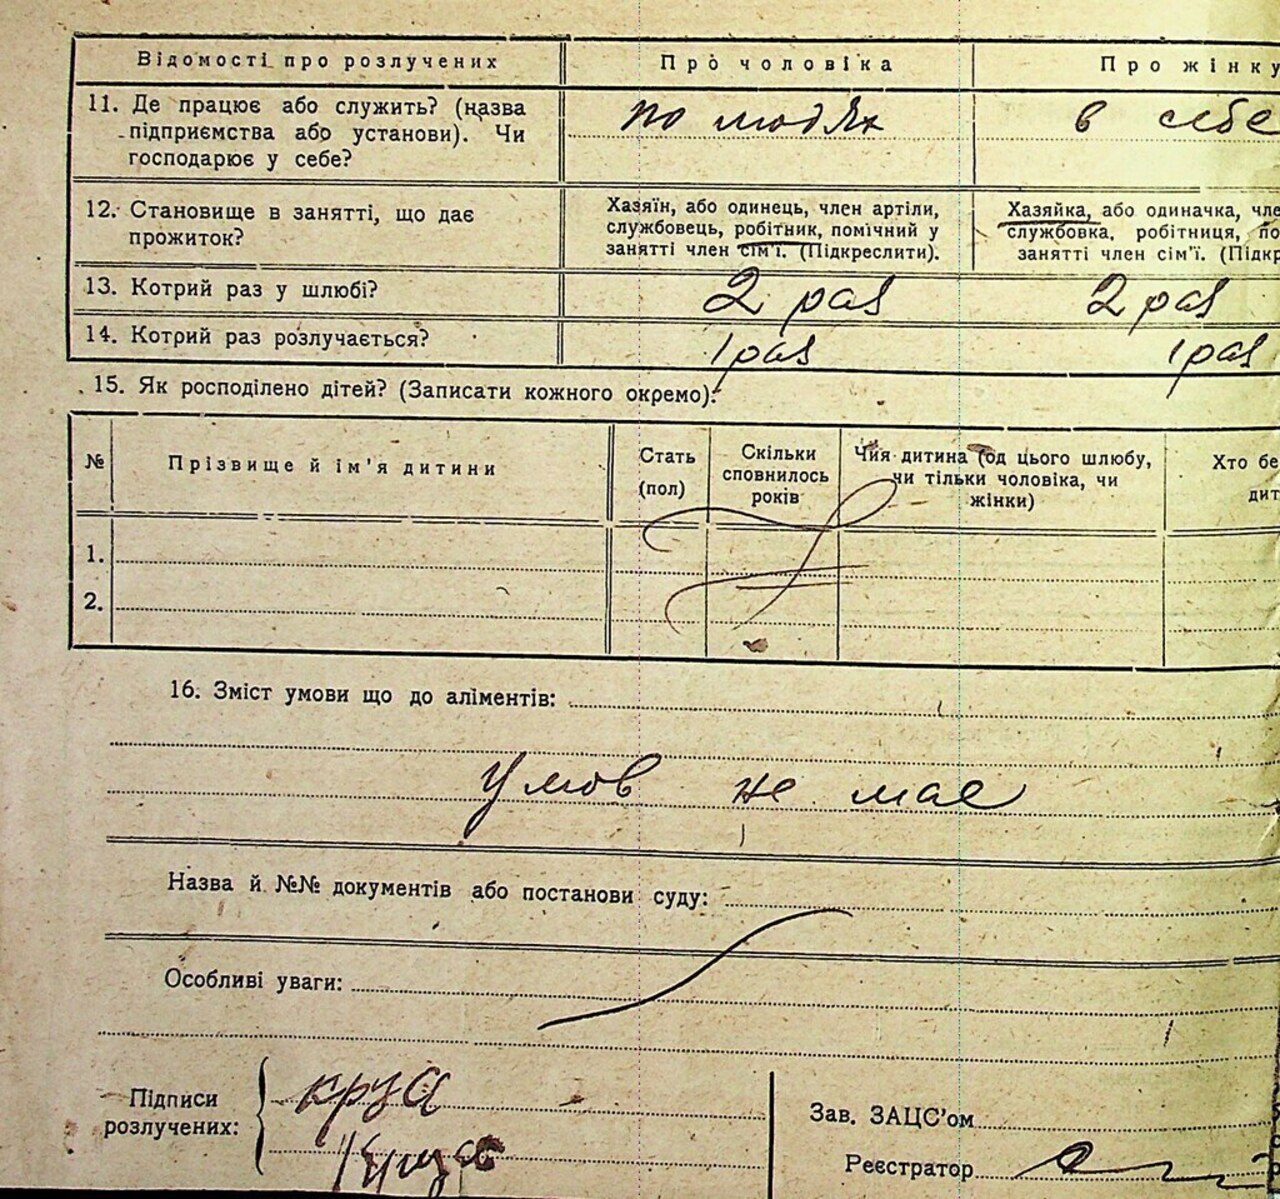 Відомості про розлучених Про чоловіка Про жінку
11. Де працює або служить? (назва підприємства або установи). Чи господарює у себе? по людях в себе
12. Становище в занятті, що дає прожиток? Хазяїн, або одинець, член артіли, службовець, робітник, помічний у занятті член сім'ї. (Підкреслити). Хазяйка, або одиначка, чле службовка, робітниця, по занятті член сім'ї. (Підкр
13. Котрий раз у шлюбі? 2 раз 2 раз
14. Котрий раз розлучається? 1 раз 1 раз
15. Як росподілено дітей? (Записати кожного окремо):
№ Прізвище й ім'я дитини Стать (пол) Скільки сповнилось років Чия дитина (од цього шлюбу, чи тільки чоловіка, чи жінки) Хто бе дит
1.
2.
16. Зміст умови що до аліментів:
Умов не має
Назва й №№ документів або постанови суду:
Особливі уваги:
Підписи розлучених:
Зав. ЗАЦС'ом
Реєстратор